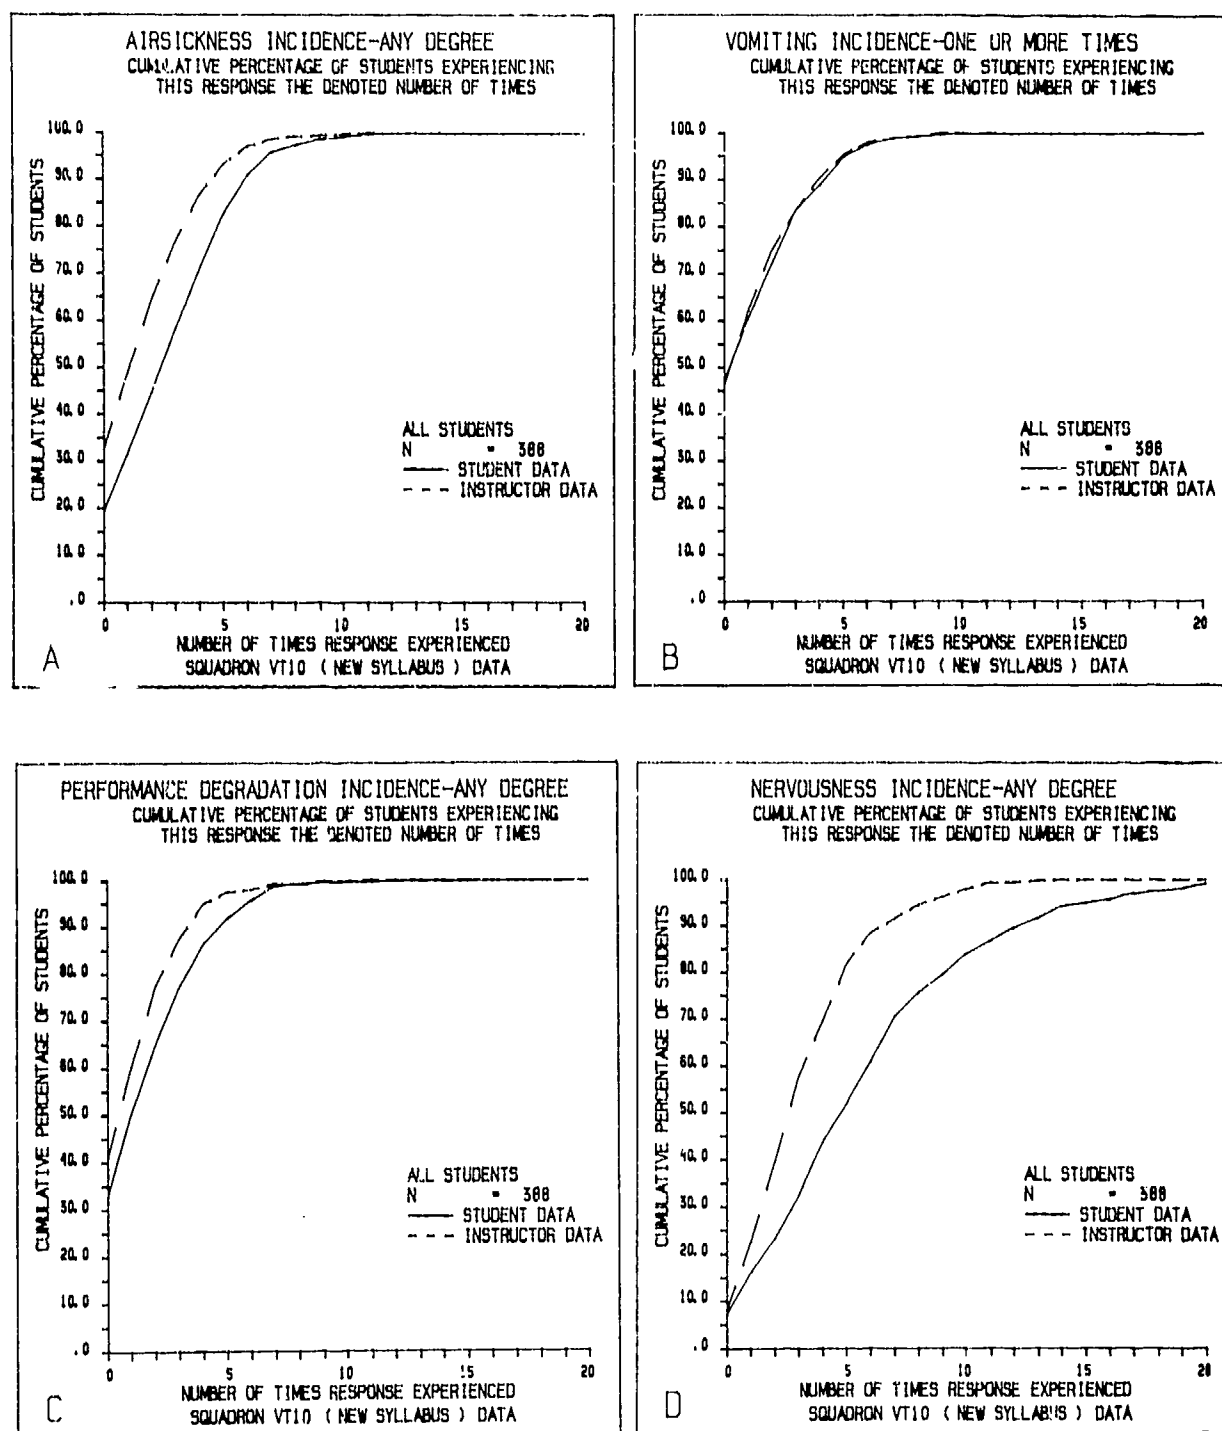 AIRSICKNESS INCIDENCE-ANY DEGREE
CUMULATIVE PERCENTAGE OF STUDENTS EXPERIENCING
THIS RESPONSE THE DENOTED NUMBER OF TIMES
CUMULATIVE PERCENTAGE OF STUDENTS
100.0
90.0
80.0
70.0
60.0
50.0
40.0
30.0
20.0
10.0
.0
ALL STUDENTS
N = 388
STUDENT DATA
INSTRUCTOR DATA
0 5 10 15 20
NUMBER OF TIMES RESPONSE EXPERIENCED
SQUADRON VT10 ( NEW SYLLABUS ) DATA
A
VOMITING INCIDENCE-ONE OR MORE TIMES
CUMULATIVE PERCENTAGE OF STUDENTS EXPERIENCING
THIS RESPONSE THE DENOTED NUMBER OF TIMES
CUMULATIVE PERCENTAGE OF STUDENTS
100.0
90.0
80.0
70.0
60.0
50.0
40.0
30.0
20.0
10.0
.0
ALL STUDENTS
N = 388
STUDENT DATA
INSTRUCTOR DATA
0 5 10 15 20
NUMBER OF TIMES RESPONSE EXPERIENCED
SQUADRON VT10 ( NEW SYLLABUS ) DATA
B
PERFORMANCE DEGRADATION INCIDENCE-ANY DEGREE
CUMULATIVE PERCENTAGE OF STUDENTS EXPERIENCING
THIS RESPONSE THE DENOTED NUMBER OF TIMES
CUMULATIVE PERCENTAGE OF STUDENTS
100.0
90.0
80.0
70.0
60.0
50.0
40.0
30.0
20.0
10.0
.0
ALL STUDENTS
N = 388
STUDENT DATA
INSTRUCTOR DATA
0 5 10 15 20
NUMBER OF TIMES RESPONSE EXPERIENCED
SQUADRON VT10 ( NEW SYLLABUS ) DATA
C
NERVOUSNESS INCIDENCE-ANY DEGREE
CUMULATIVE PERCENTAGE OF STUDENTS EXPERIENCING
THIS RESPONSE THE DENOTED NUMBER OF TIMES
CUMULATIVE PERCENTAGE OF STUDENTS
100.0
90.0
80.0
70.0
60.0
50.0
40.0
30.0
20.0
10.0
.0
ALL STUDENTS
N = 388
STUDENT DATA
INSTRUCTOR DATA
0 5 10 15 20
NUMBER OF TIMES RESPONSE EXPERIENCED
SQUADRON VT10 ( NEW SYLLABUS ) DATA
D